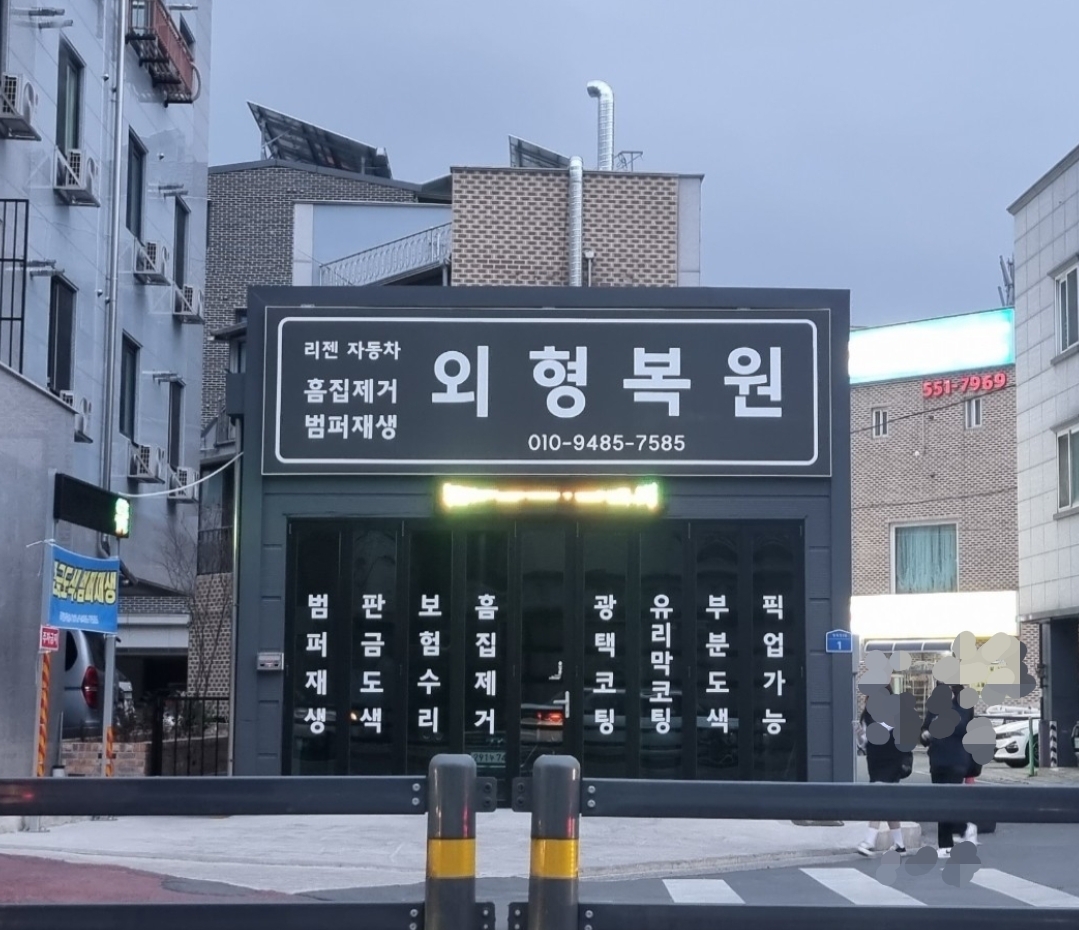 리젠 자동차
흠집제거
범퍼재생
외형복원
010-9485-7585
551-7969
범퍼재생
판금도색
보험수리
흠집제거
광택코팅
유리막코팅
부분도색
픽업가능
1